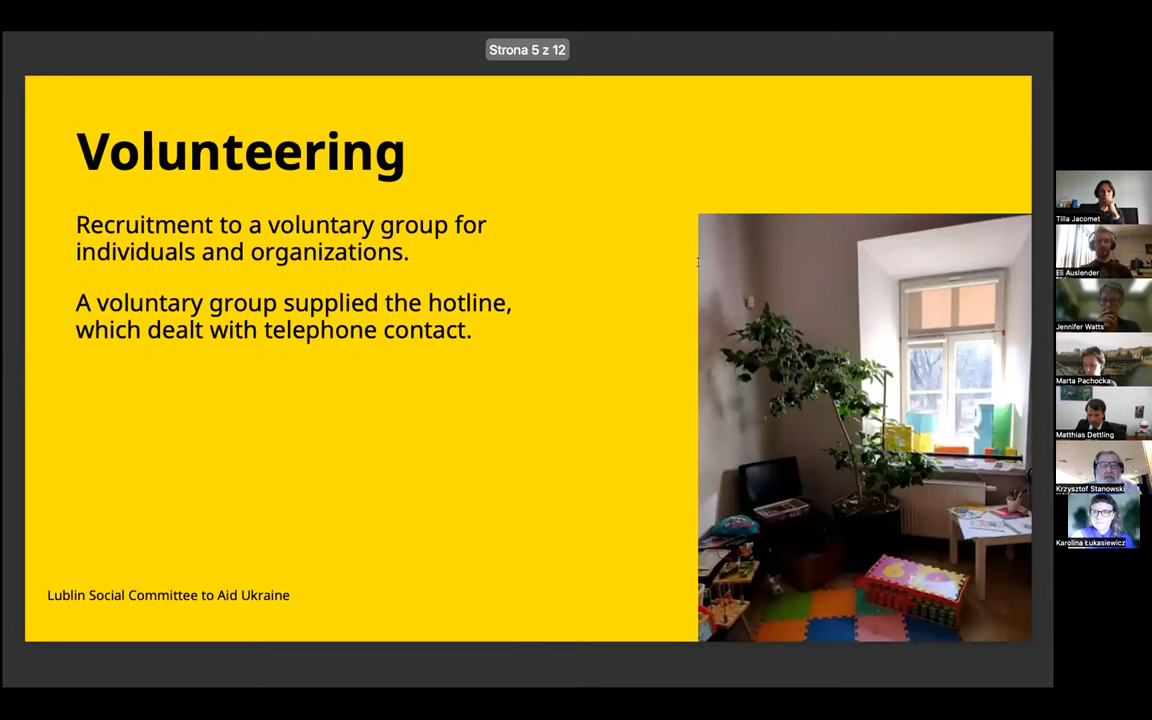 Strona 5 z 12
Volunteering
Recruitment to a voluntary group for
individuals and organizations.
A voluntary group supplied the hotline,
which dealt with telephone contact.
Lublin Social Committee to Aid Ukraine
Tilla Jacomet
Eli Auslender
Jennifer Watts
Marta Pachocka
Matthias Dettling
Krzysztof Stanowski
Karolina Łukasiewicz